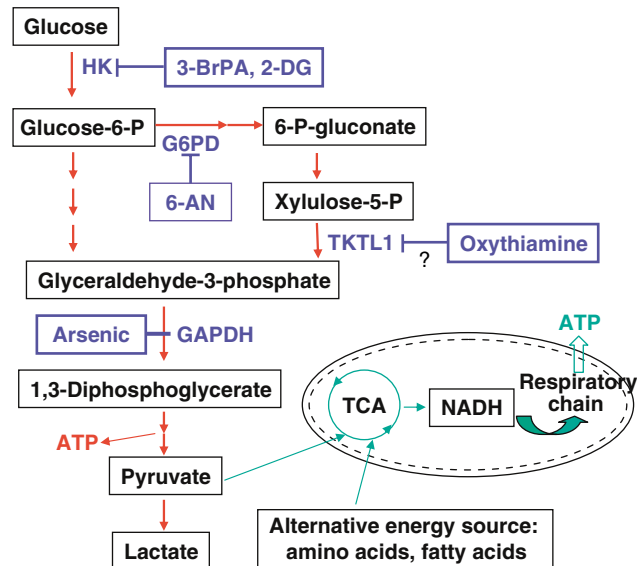 Glucose
HK
3-BrPA, 2-DG
Glucose-6-P
6-P-gluconate
G6PD
6-AN
Xylulose-5-P
TKTL1
Oxythiamine
?
Glyceraldehyde-3-phosphate
Arsenic
GAPDH
ATP
1,3-Diphosphoglycerate
TCA
NADH
Respiratory
chain
ATP
Pyruvate
Alternative energy source:
amino acids, fatty acids
Lactate